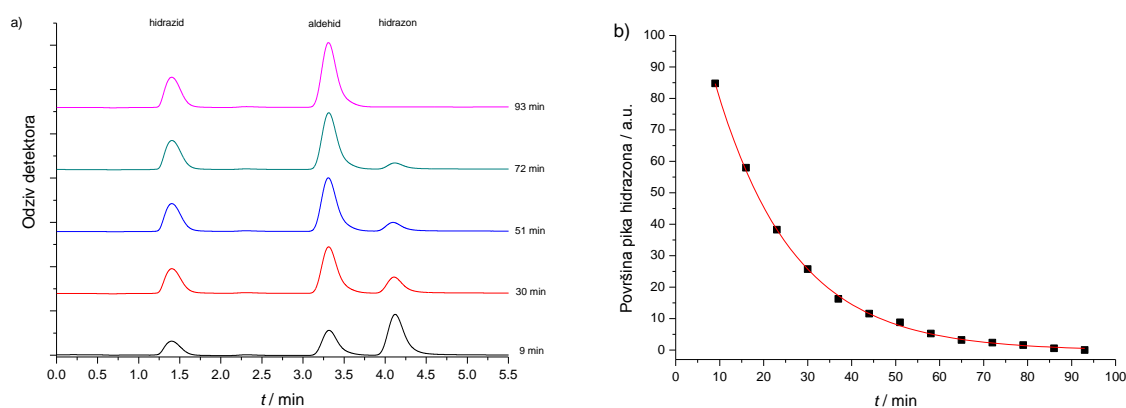 a)
hidrazid aldehid hidrazon
93 min
72 min
51 min
30 min
9 min
Odziv detektora
0.0 0.5 1.0 1.5 2.0 2.5 3.0 3.5 4.0 4.5 5.0 5.5
t / min
b)
100
90
80
70
60
50
40
30
20
10
0
Površina pika hidrazona / a.u.
0 10 20 30 40 50 60 70 80 90 100
t / min